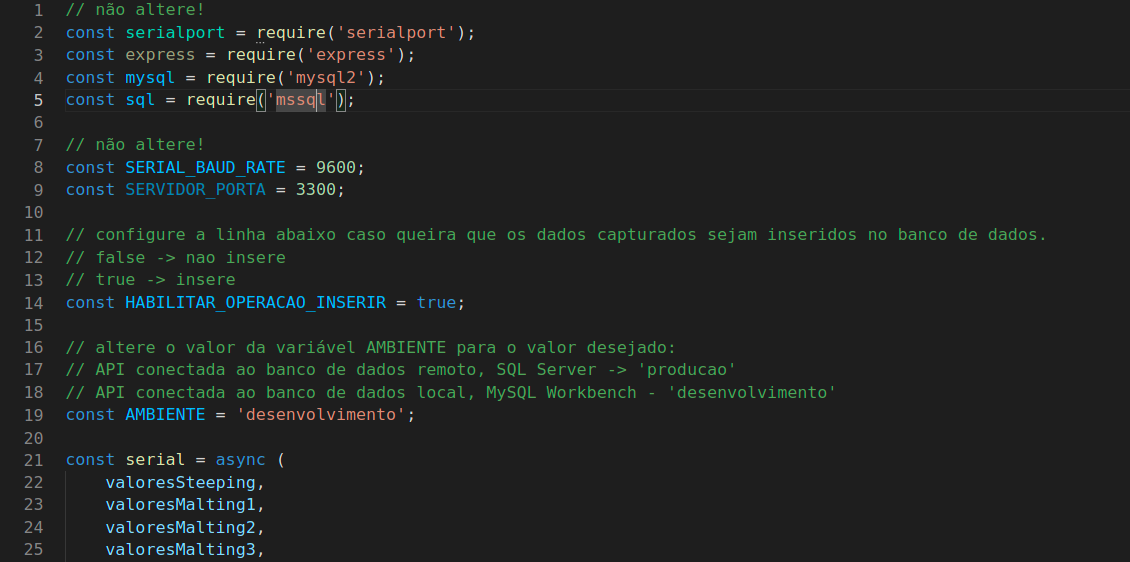 1 // não altere!
2 const serialport = require('serialport');
3 const express = require('express');
4 const mysql = require('mysql2');
5 const sql = require('mssql');
6
7 // não altere!
8 const SERIAL_BAUD_RATE = 9600;
9 const SERVIDOR_PORTA = 3300;
10
11 // configure a linha abaixo caso queira que os dados capturados sejam inseridos no banco de dados.
12 // false -> nao insere
13 // true -> insere
14 const HABILITAR_OPERACAO_INSERIR = true;
15
16 // altere o valor da variável AMBIENTE para o valor desejado:
17 // API conectada ao banco de dados remoto, SQL Server -> 'producao'
18 // API conectada ao banco de dados local, MySQL Workbench - 'desenvolvimento'
19 const AMBIENTE = 'desenvolvimento';
20
21 const serial = async (
22 valoresSteeping,
23 valoresMalting1,
24 valoresMalting2,
25 valoresMalting3,